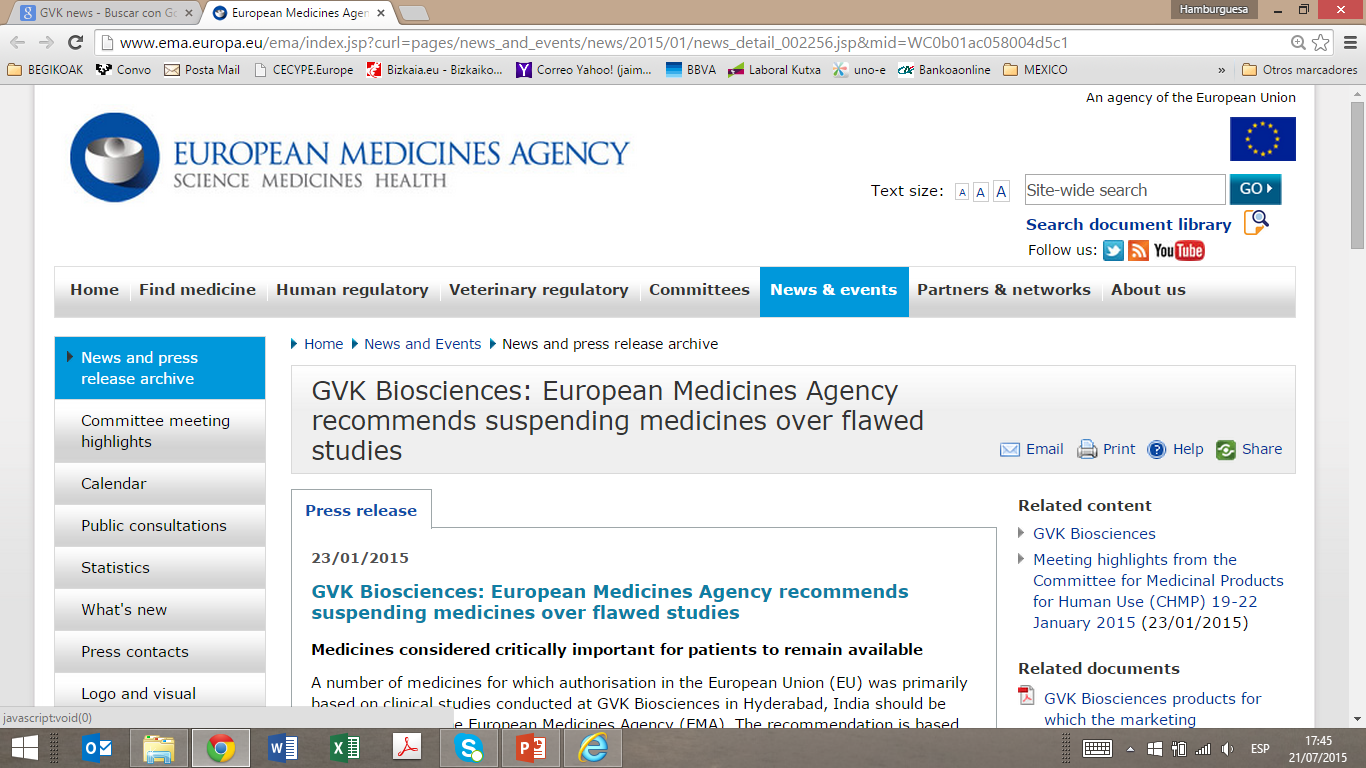 GVK news - Buscar con Go
European Medicines Agen
Hamburguesa
www.ema.europa.eu/ema/index.jsp?curl=pages/news_and_events/news/2015/01/news_detail_002256.jsp&mid=WC0b01ac058004d5c1
BEGIKOAK
Convo
Posta Mail
CECYPE.Europe
Bizkaia.eu - Bizkaiko...
Correo Yahoo! (jaim...
BBVA
Laboral Kutxa
uno-e
Bankoaonline
MEXICO
»
Otros marcadores
An agency of the European Union
EUROPEAN MEDICINES AGENCY
SCIENCE MEDICINES HEALTH
Text size: A A A
Site-wide search
GO
Search document library
Follow us:
You Tube
Home
Find medicine
Human regulatory
Veterinary regulatory
Committees
News & events
Partners & networks
About us
News and press
release archive
Committee meeting
highlights
Calendar
Public consultations
Statistics
What's new
Press contacts
Logo and visual
Home
News and Events
News and press release archive
GVK Biosciences: European Medicines Agency
recommends suspending medicines over flawed
studies
Email
Print
Help
Share
Press release
23/01/2015
GVK Biosciences: European Medicines Agency recommends
suspending medicines over flawed studies
Medicines considered critically important for patients to remain available
A number of medicines for which authorisation in the European Union (EU) was primarily
based on clinical studies conducted at GVK Biosciences in Hyderabad, India should be
e European Medicines Agency (EMA). The recommendation is based
Related content
GVK Biosciences
Meeting highlights from the
Committee for Medicinal Products
for Human Use (CHMP) 19-22
January 2015 (23/01/2015)
Related documents
GVK Biosciences products for
which the marketing
javascript:void(0)
ESP
17:45
21/07/2015